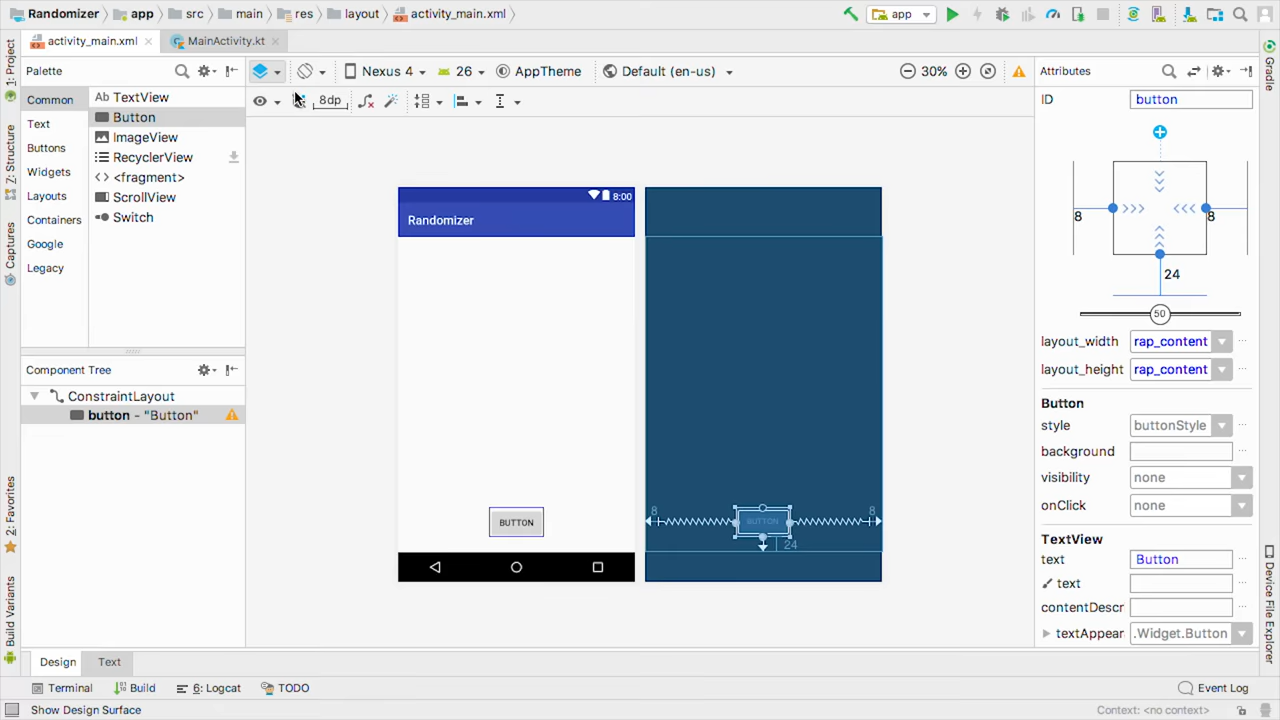 Randomizer app src main res layout activity_main.xml app
activity_main.xml MainActivity.kt
Palette Nexus 4 26 AppTheme Default (en-us) 30% Attributes
8dp
Common
Text
Buttons
Widgets
Layouts
Containers
Google
Legacy
Ab TextView
Button
ImageView
RecyclerView
<> <fragment>
ScrollView
Switch
Component Tree
ConstraintLayout
button - "Button"
8:00
Randomizer
BUTTON
8 8
BUTTON
24
ID button
8 8
24
50
layout_width rap_content
layout_height rap_content
Button
style buttonStyle
background
visibility none
onClick none
TextView
text Button
text
contentDescr
textAppear .Widget.Button
1: Project
Z: Structure
Captures
2: Favorites
Build Variants
Gradle
Device File Explorer
Design Text
Terminal Build 6: Logcat TODO Event Log
Show Design Surface Context: <no context>